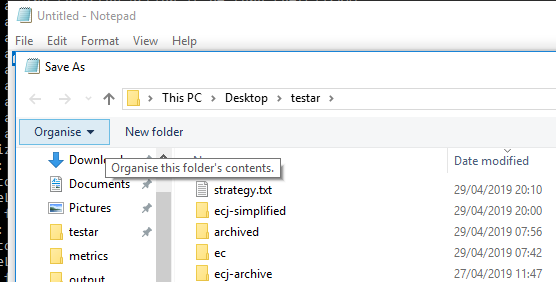 Untitled - Notepad
File Edit Format View Help
Save As
This PC > Desktop > testar >
Organise New folder
Date modified
Organise this folder's contents.
Documents
Pictures
testar
metrics
output
strategy.txt 29/04/2019 20:10
ecj-simplified 29/04/2019 20:00
archived 29/04/2019 07:56
ec 29/04/2019 07:42
ecj-archive 27/04/2019 11:47